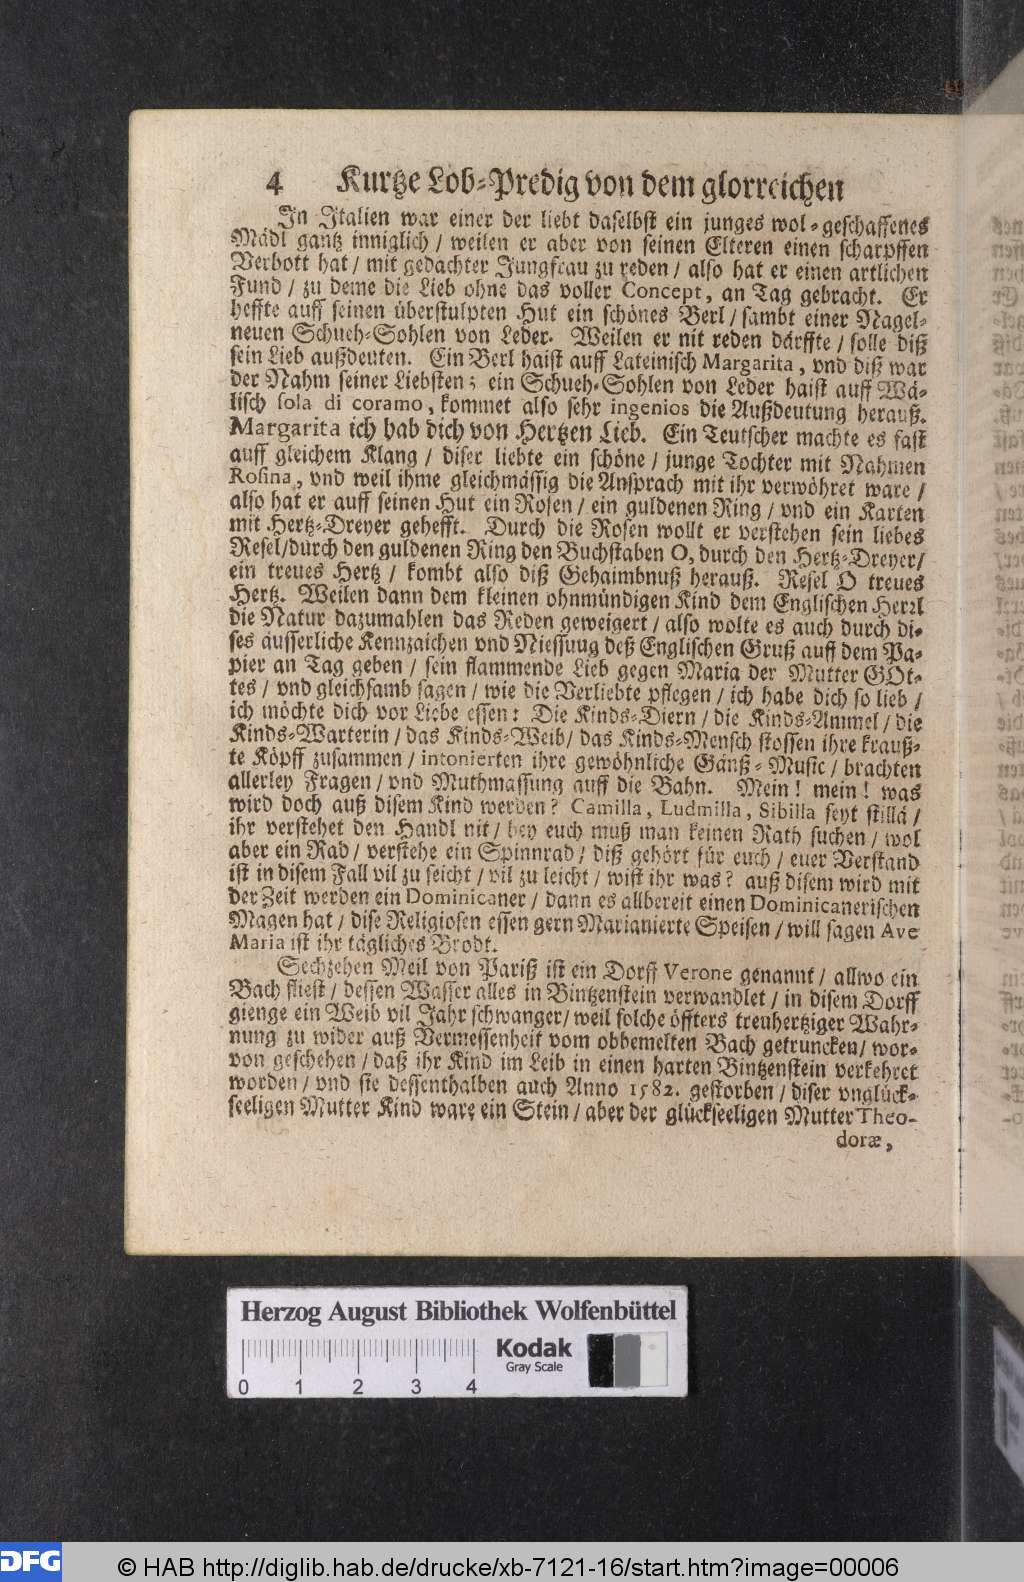 4 Kurtze Lob-Predig von dem glorreichen
In Italien war einer der liebt daselbst ein junges wol-geschaffenes
Mädl gantz inniglich / weilen er aber von seinen Elteren einen scharpffen
Verbott hat / mit gedachter Jungfrau zu reden / also hat er einen artlichen
Fund / zu deme die Lieb ohne das voller Concept, an Tag gebracht. Er
heffte auff seinen überstulpten Hut ein schönes Berl / sambt einer Nagel-
neuen Schueh-Sohlen von Leder. Weilen er nit reden därffte / solle diß
sein Lieb außdeuten. Ein Berl haist auff Lateinisch Margarita, vnd diß war
der Nahm seiner Liebsten; ein Schueh-Sohlen von Leder haist auff Wä-
lisch sola di coramo, kommet also sehr ingenios die Außdeutung herauß.
Margarita ich hab dich von Hertzen Lieb. Ein Teutscher machte es fast
auff gleichem Klang / diser liebte ein schöne / junge Tochter mit Nahmen
Rosina, vnd weil ihme gleichmässig die Ansprach mit ihr verwöhret ware /
also hat er auff seinen Hut ein Rosen / ein guldenen Ring / vnd ein Karten
mit Hertz-Dreyer gehefft. Durch die Rosen wollt er verstehen sein liebes
Resel/durch den guldenen Ring den Buchstaben O, durch den Hertz-Dreyer/
ein treues Hertz / kombt also diß Gehaimbnuß herauß. Resel O treues
Hertz. Weilen dann dem kleinen ohnmündigen Kind dem Englischen Herrl
die Natur dazumahlen das Reden geweigert / also wolte es auch durch di-
ses äusserliche Kennzaichen vnd Niessuug deß Englischen Gruß auff dem Pa-
pier an Tag geben / sein flammende Lieb gegen Maria der Mutter GOt-
tes / vnd gleichsamb sagen / wie die Verliebte pflegen / ich habe dich so lieb /
ich möchte dich vor Liebe essen: Die Kinds-Diern / die Kinds-Ammel / die
Kinds-Warterin / das Kinds-Weib/ das Kinds-Mensch stossen ihre krauß-
te Köpff zusammen / intonierten ihre gewöhnliche Gänß-Music / brachten
allerley Fragen / vnd Muthmassung auff die Bahn. Mein! mein! was
wird doch auß disem Kind werden? Camilla, Ludmilla, Sibilla seyt stillä /
ihr verstehet den Handl nit / bey euch muß man keinen Rath suchen / wol
aber ein Rad / verstehe ein Spinnrad / diß gehört für euch / euer Verstand
ist in disem Fall vil zu seicht / vil zu leicht / wist ihr was? auß disem wird mit
der Zeit werden ein Dominicaner / dann es allbereit einen Dominicanerischen
Magen hat / dise Religiosen essen gern Marianierte Speisen / will sagen Ave
Maria ist ihr tägliches Brodt.
Sechzehen Meil von Pariß ist ein Dorff Verone genannt / allwo ein
Bach fliest / dessen Wasser alles in Bintzenstein verwandlet / in disem Dorff
gienge ein Weib vil Jahr schwanger/ weil solche öffters treuhertziger Wahr-
nung zu wider auß Vermessenheit vom obbemelten Bach getruncken/ wor-
von geschehen / daß ihr Kind im Leib in einen harten Bintzenstein verkehret
worden / vnd sie dessenthalben auch Anno 1582. gestorben / diser vnglück-
seeligen Mutter Kind ware ein Stein / aber der glückseeligen Mutter Theo-
doræ,
Herzog August Bibliothek Wolfenbüttel
Kodak
Gray Scale
0 1 2 3 4
DFG © HAB http://diglib.hab.de/drucke/xb-7121-16/start.htm?image=00006